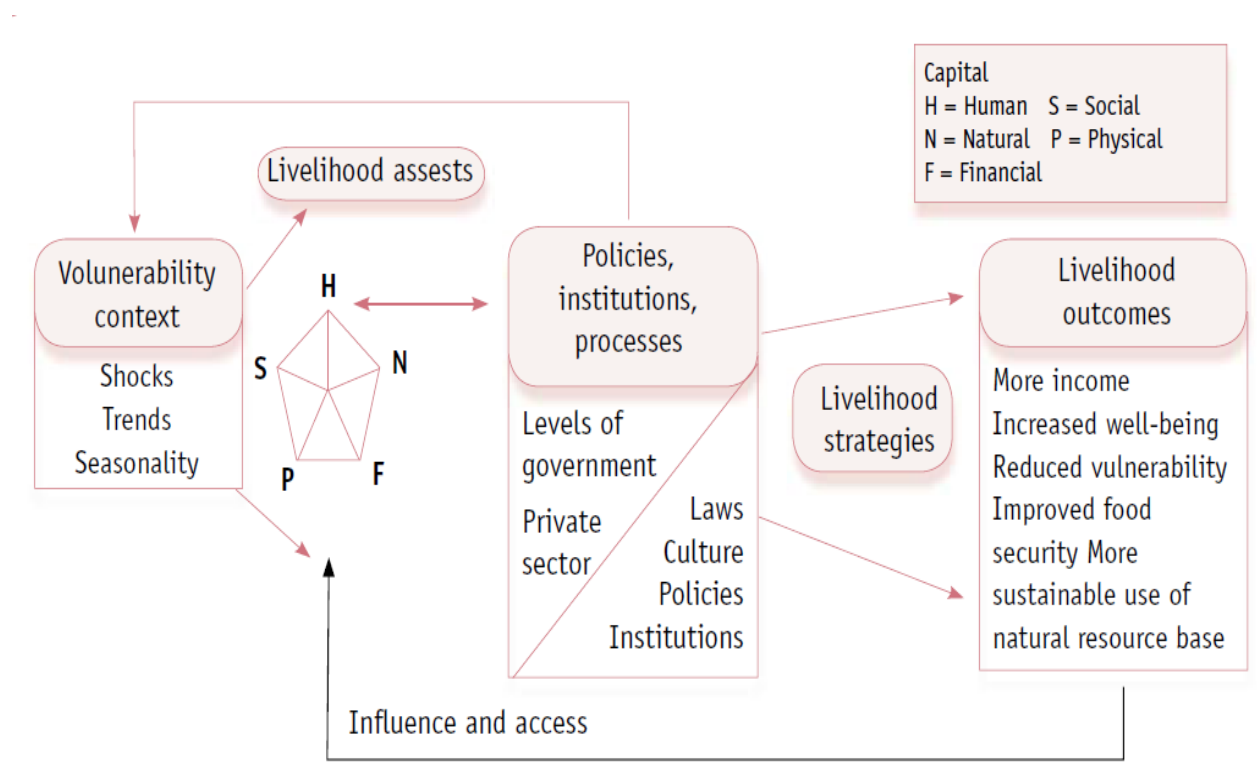 Capital
H = Human S = Social
N = Natural P = Physical
F = Financial
Livelihood assests
Volunerability
context
Shocks
Trends
Seasonality
H
S
N
P
F
Policies,
institutions,
processes
Levels of
government
Private
sector
Laws
Culture
Policies
Institutions
Livelihood
strategies
Livelihood
outcomes
More income
Increased well-being
Reduced vulnerability
Improved food
security More
sustainable use of
natural resource base
Influence and access